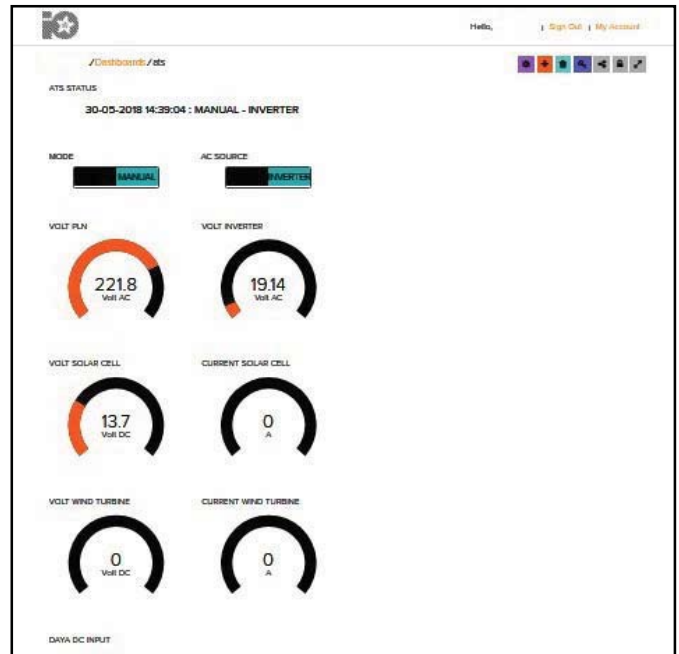 iO
Hello, | Sign Out | My Account
/Dashboards/ats
ATS STATUS
30-05-2018 14:39:04 : MANUAL - INVERTER
MODE AC SOURCE
MANUAL INVERTER
VOLT PLN VOLT INVERTER
221.8 19.14
Volt AC Volt AC
VOLT SOLAR CELL CURRENT SOLAR CELL
13.7 0
Volt DC A
VOLT WIND TURBINE CURRENT WIND TURBINE
0 0
Volt DC A
DAYA DC INPUT